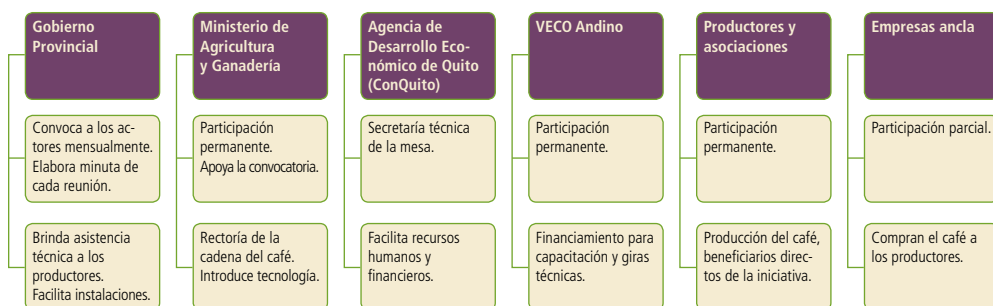 Gobierno
Provincial
Convoca a los ac-
tores mensualmente.
Elabora minuta de
cada reunión.
Brinda asistencia
técnica a los
productores.
Facilita instalaciones.
Ministerio de
Agricultura
y Ganadería
Participación
permanente.
Apoya la convocatoria.
Rectoría de la
cadena del café.
Introduce tecnología.
Agencia de
Desarrollo Eco-
nómico de Quito
(ConQuito)
Secretaría técnica
de la mesa.
Facilita recursos
humanos y
financieros.
VECO Andino
Participación
permanente.
Financiamiento para
capacitación y giras
técnicas.
Productores y
asociaciones
Participación
permanente.
Producción del café,
beneficiarios direc-
tos de la iniciativa.
Empresas ancla
Participación parcial.
Compran el café a
los productores.